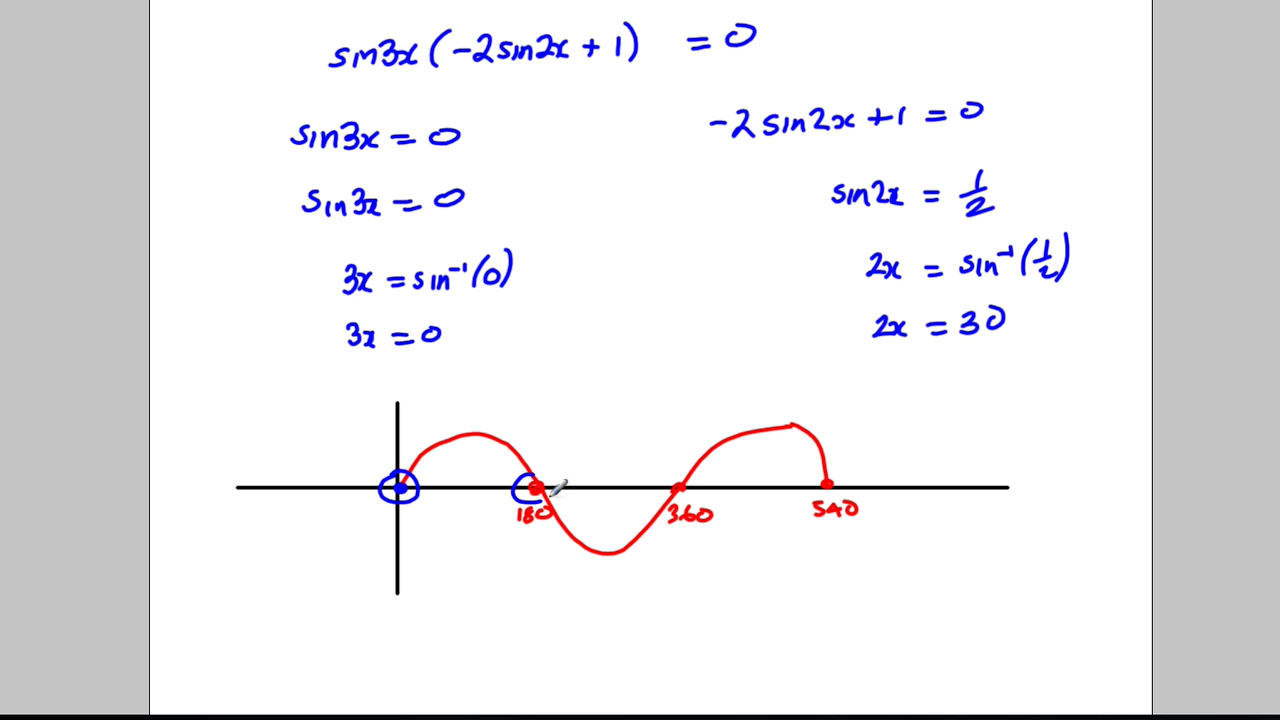 sin3x(-2sin2x + 1) = 0
sin3x = 0
-2sin2x + 1 = 0
sin3x = 0
sin2x = 1/2
3x = sin⁻¹(0)
2x = sin⁻¹(1/2)
3x = 0
2x = 30
180 360 540